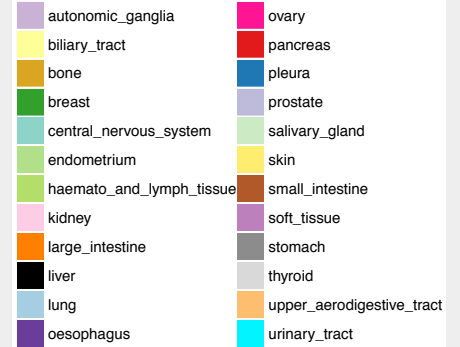 autonomic_ganglia
biliary_tract
bone
breast
central_nervous_system
endometrium
haemato_and_lymph_tissue
kidney
large_intestine
liver
lung
oesophagus
ovary
pancreas
pleura
prostate
salivary_gland
skin
small_intestine
soft_tissue
stomach
thyroid
upper_aerodigestive_tract
urinary_tract